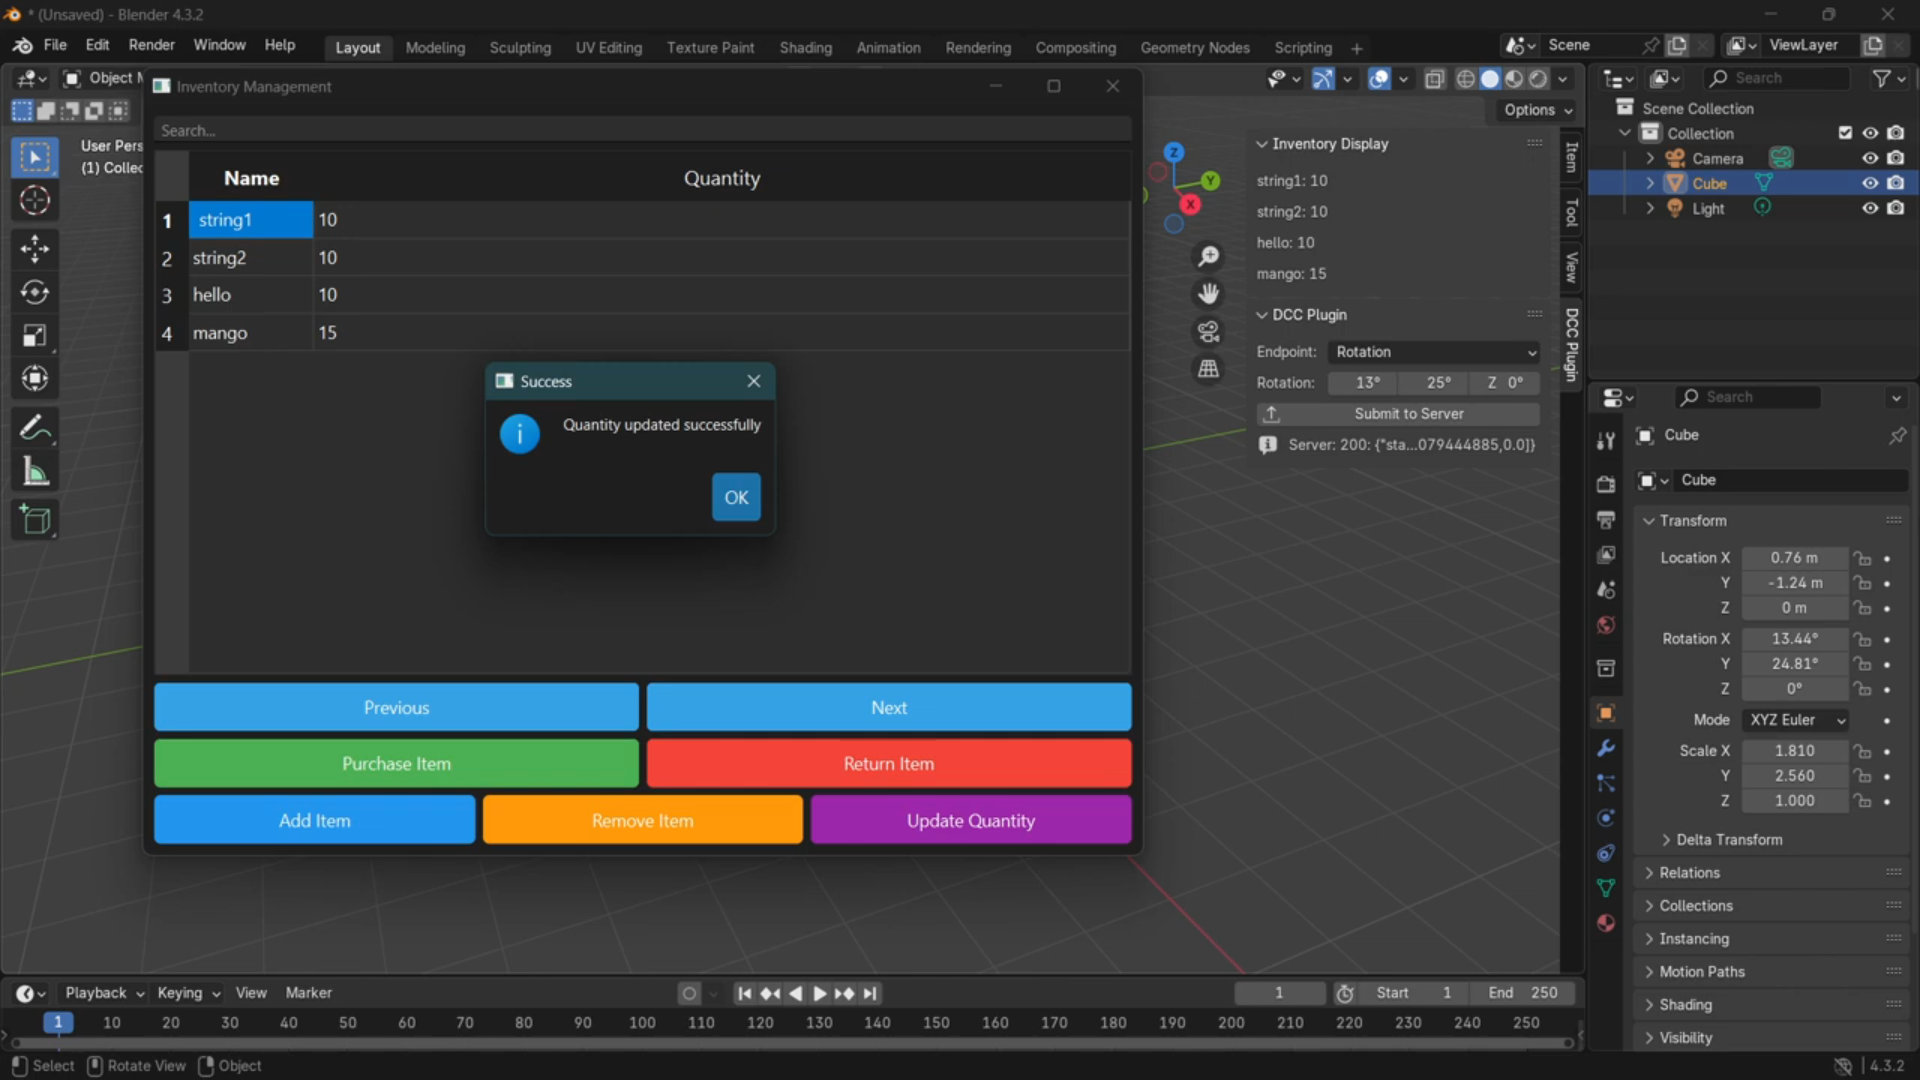 * (Unsaved) - Blender 4.3.2
File Edit Render Window Help Layout Modeling Sculpting UV Editing Texture Paint Shading Animation Rendering Compositing Geometry Nodes Scripting + Scene ViewLayer
Object M
Inventory Management
Search...
Name Quantity
1 string1 10
2 string2 10
3 hello 10
4 mango 15
Success
Quantity updated successfully
OK
Previous Next
Purchase Item Return Item
Add Item Remove Item Update Quantity
User Pers
(1) Collec
Options
Z
Y
X
Inventory Display
string1: 10
string2: 10
hello: 10
mango: 15
DCC Plugin
Endpoint: Rotation
Rotation: 13° 25° Z 0°
Submit to Server
Server: 200: {"sta...079444885,0.0]}
Item
Tool
View
DCC Plugin
Search
Scene Collection
Collection
Camera
Cube
Light
Search
Cube
Cube
Transform
Location X 0.76 m
Y -1.24 m
Z 0 m
Rotation X 13.44°
Y 24.81°
Z 0°
Mode XYZ Euler
Scale X 1.810
Y 2.560
Z 1.000
Delta Transform
Relations
Collections
Instancing
Motion Paths
Shading
Visibility
Playback Keying View Marker 1 Start 1 End 250
1 10 20 30 40 50 60 70 80 90 100 110 120 130 140 150 160 170 180 190 200 210 220 230 240 250
Select Rotate View Object 4.3.2